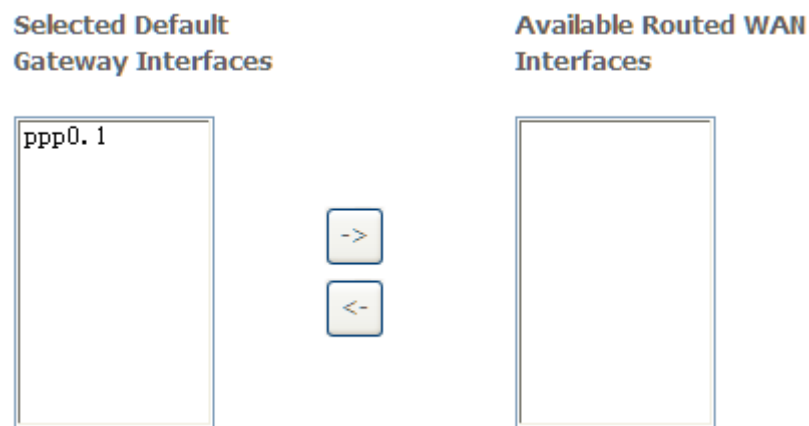 Selected Default
Gateway Interfaces
Available Routed WAN
Interfaces
ppp0.1
->
<-